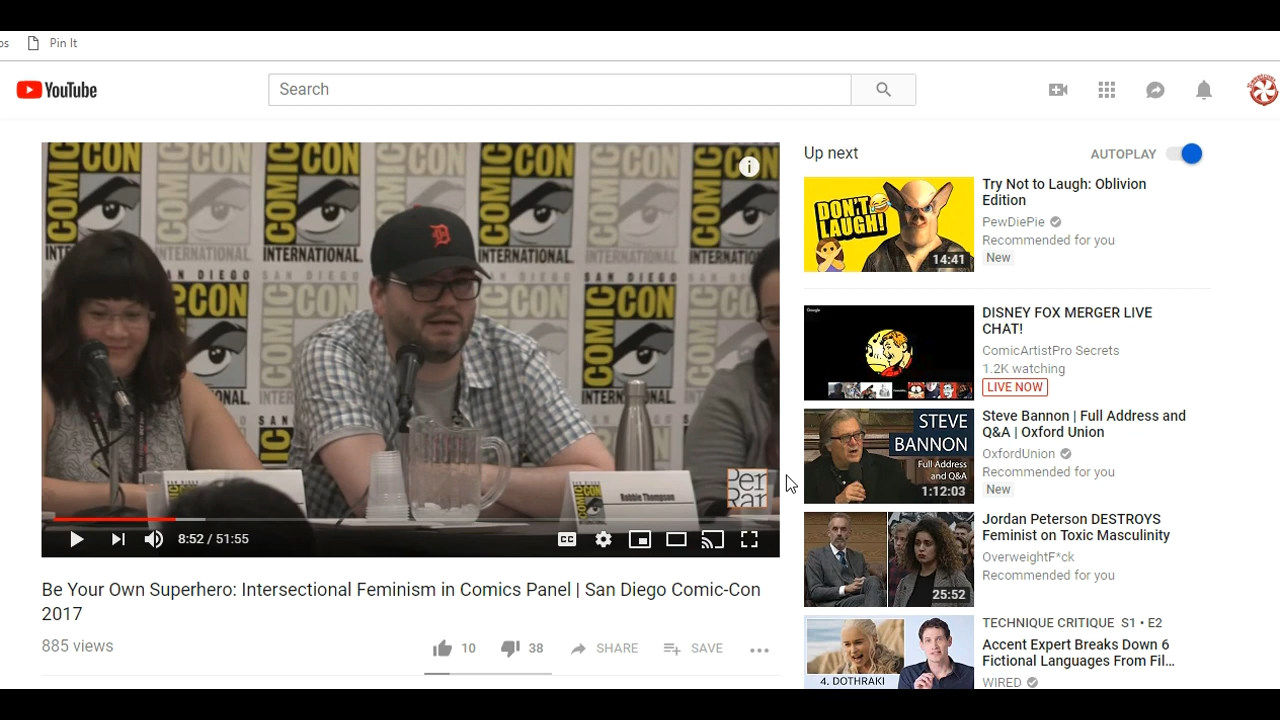 os Pin It
YouTube
Search
COMIC CON
INTERNATIONAL
SAN DIEGO
Robbie Thompson
8:52 / 51:55
CC
Be Your Own Superhero: Intersectional Feminism in Comics Panel | San Diego Comic-Con
2017
885 views
10
38
SHARE
SAVE
Up next
AUTOPLAY
DON'T
LAUGH!
14:41
Try Not to Laugh: Oblivion
Edition
PewDiePie
Recommended for you
New
DISNEY FOX MERGER LIVE
CHAT!
ComicArtistPro Secrets
1.2K watching
LIVE NOW
STEVE
BANNON
Full Address
and Q&A
1:12:03
Steve Bannon | Full Address and
Q&A | Oxford Union
OxfordUnion
Recommended for you
New
25:52
Jordan Peterson DESTROYS
Feminist on Toxic Masculinity
OverweightF*ck
Recommended for you
4. DOTHRAKI
TECHNIQUE CRITIQUE S1 • E2
Accent Expert Breaks Down 6
Fictional Languages From Fil...
WIRED